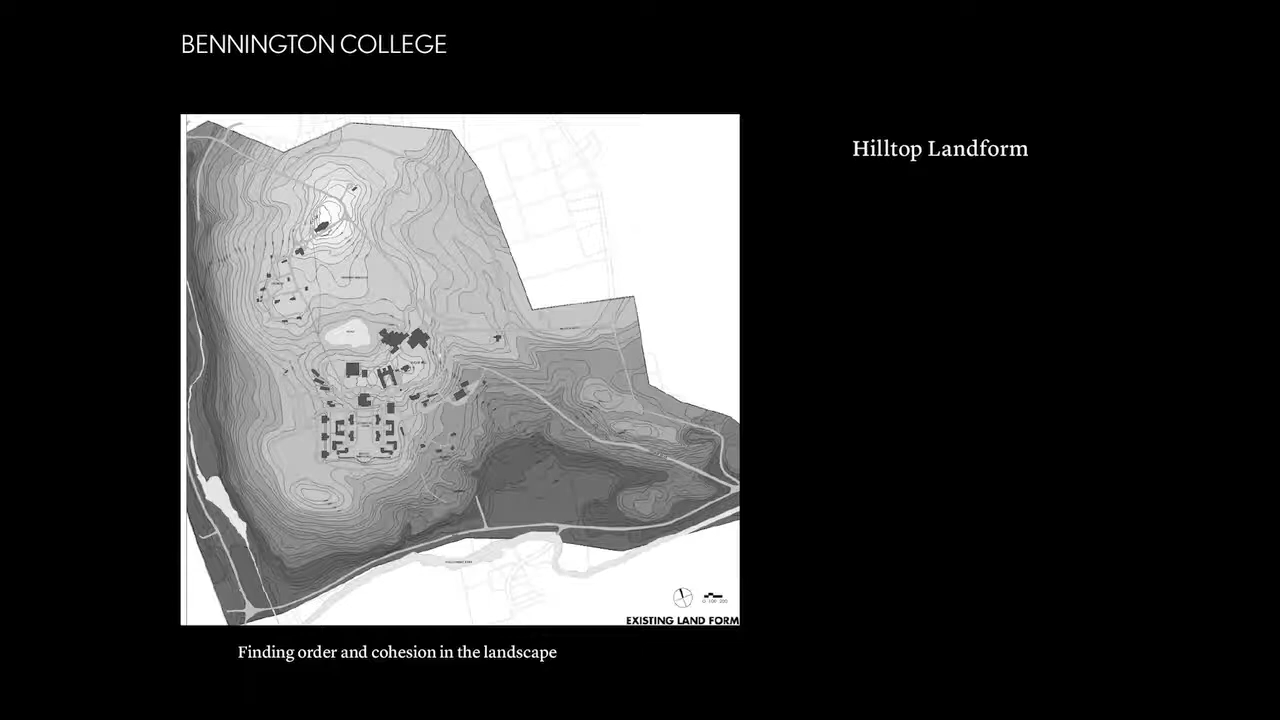 BENNINGTON COLLEGE
Hilltop Landform
EXISTING LAND FORM
Finding order and cohesion in the landscape